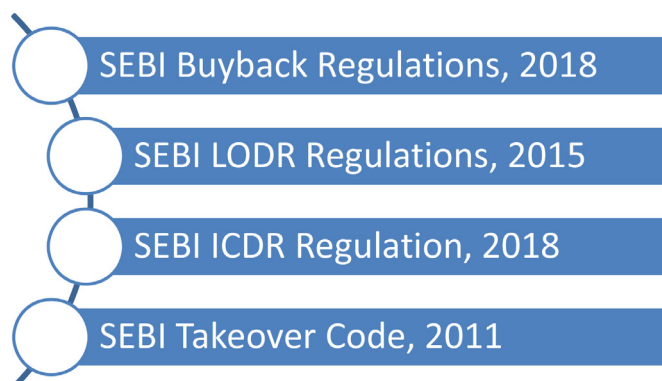 SEBI Buyback Regulations, 2018
SEBI LODR Regulations, 2015
SEBI ICDR Regulation, 2018
SEBI Takeover Code, 2011